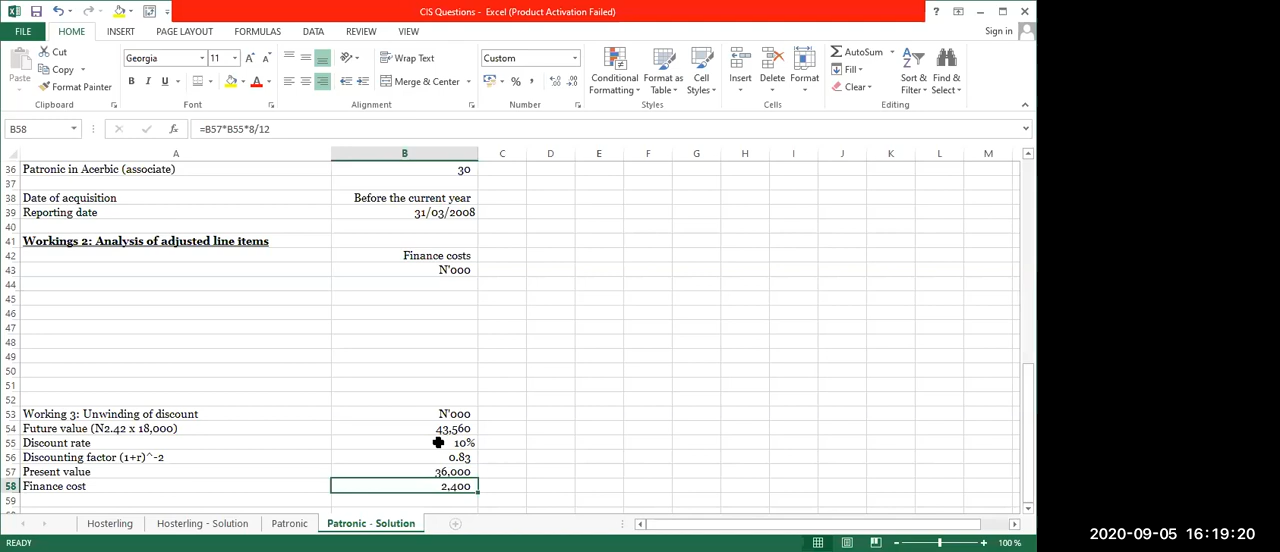 CIS Questions - Excel (Product Activation Failed)
FILE HOME INSERT PAGE LAYOUT FORMULAS DATA REVIEW VIEW Sign in
Paste
Cut
Copy
Format Painter
Clipboard
Georgia 11
B I U
Font
Wrap Text
Merge & Center
Alignment
Custom
Number
Conditional Formatting
Format as Table
Cell Styles
Styles
Insert Delete Format
Cells
AutoSum
Fill
Clear
Sort & Filter
Find & Select
Editing
B58 fx =B57*B55*8/12
A B C D E F G H I J K L M
36 Patronic in Acerbic (associate) 30
37
38 Date of acquisition Before the current year
39 Reporting date 31/03/2008
40
41 Workings 2: Analysis of adjusted line items
42 Finance costs
43 N'000
44
45
46
47
48
49
50
51
52
53 Working 3: Unwinding of discount N'000
54 Future value (N2.42 x 18,000) 43,560
55 Discount rate 10%
56 Discounting factor (1+r)^-2 0.83
57 Present value 36,000
58 Finance cost 2,400
59
Hosterling Hosterling - Solution Patronic Patronic - Solution
READY 100 %
2020-09-05 16:19:20